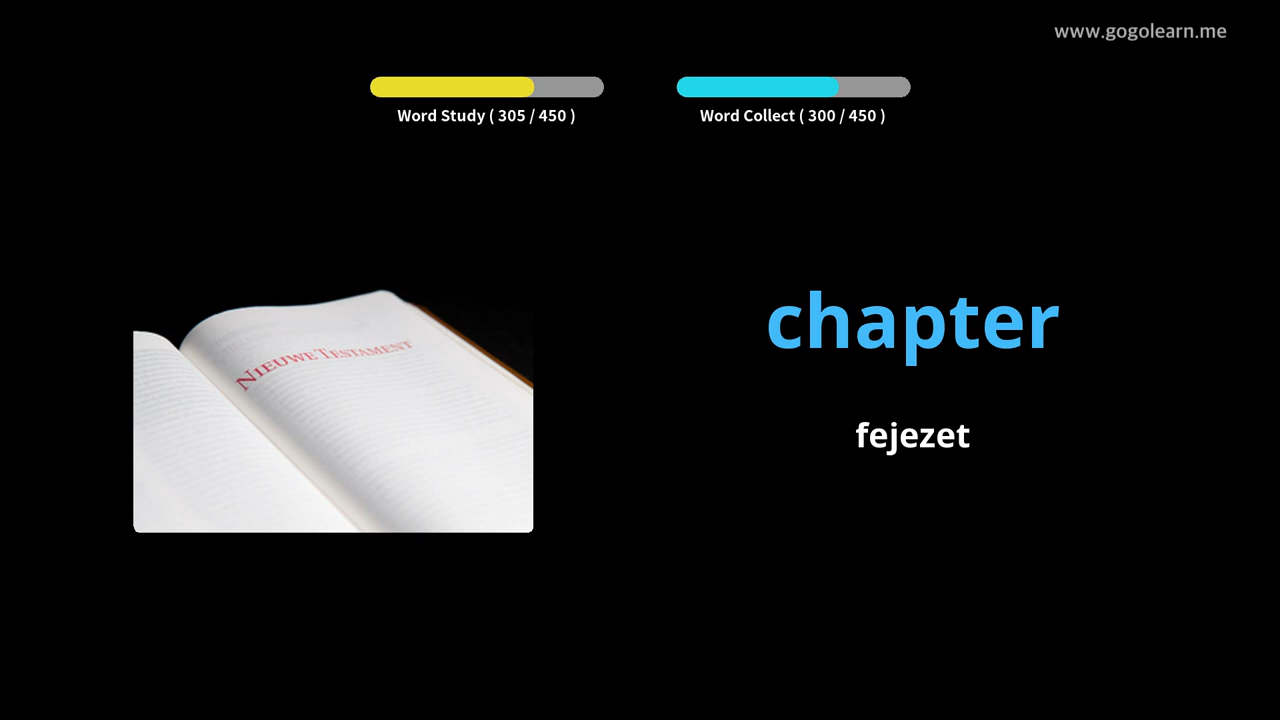 www.gogolearn.me
Word Study ( 305 / 450 )
Word Collect ( 300 / 450 )
NIEUWE TESTAMENT
chapter
fejezet